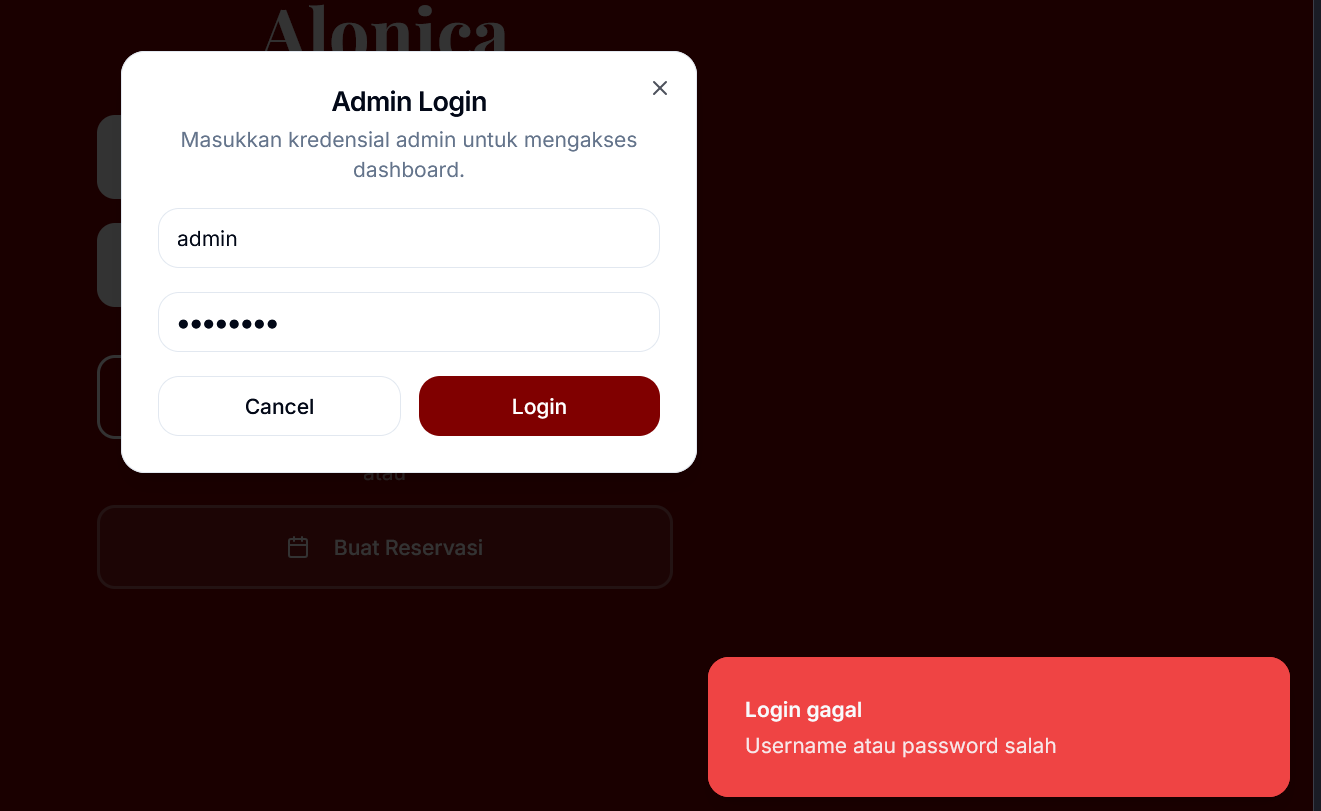 Alonica
Admin Login
Masukkan kredensial admin untuk mengakses
dashboard.
admin
••••••••
Cancel
Login
atau
Buat Reservasi
Login gagal
Username atau password salah